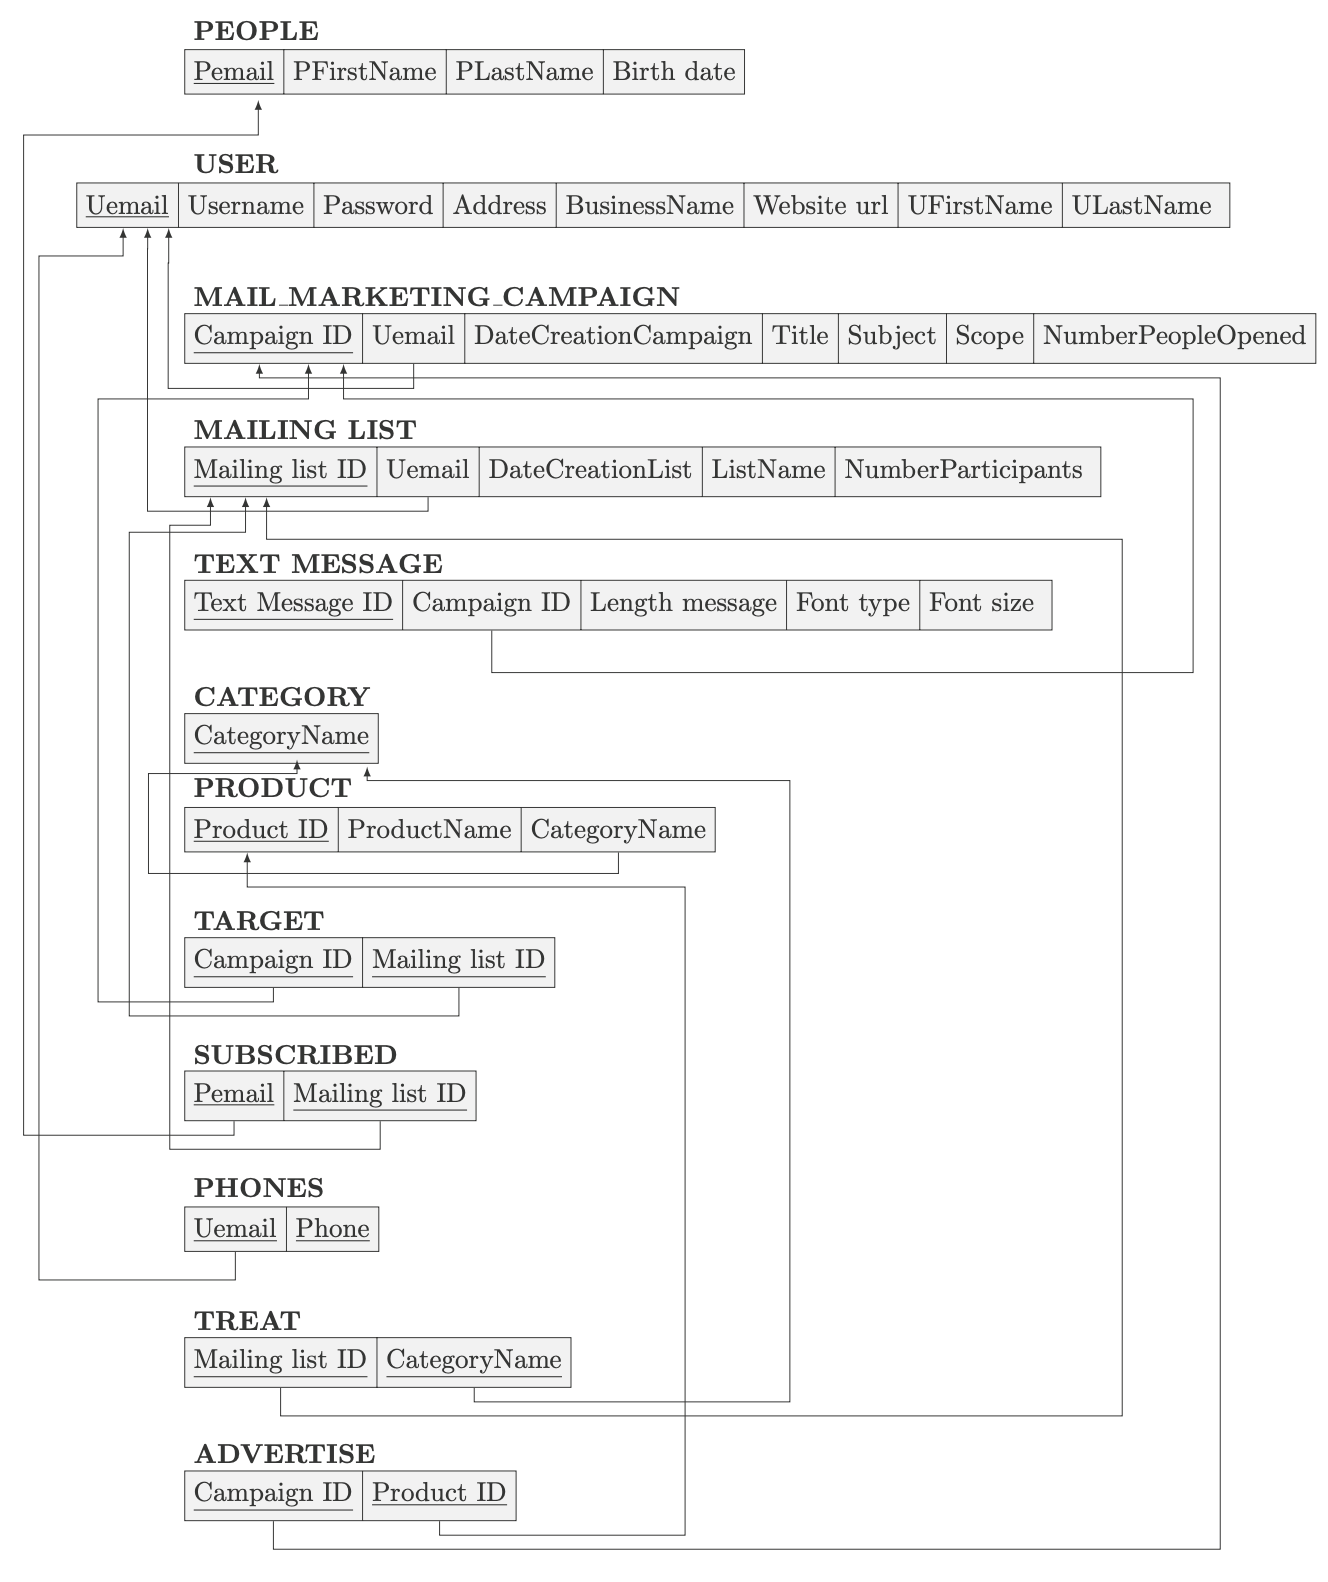 PEOPLE
Pemail PFirstName PLastName Birth date
USER
Uemail Username Password Address BusinessName Website url UFirstName ULastName
MAIL_MARKETING_CAMPAIGN
Campaign ID Uemail DateCreationCampaign Title Subject Scope NumberPeopleOpened
MAILING LIST
Mailing list ID Uemail DateCreationList ListName NumberParticipants
TEXT MESSAGE
Text Message ID Campaign ID Length message Font type Font size
CATEGORY
CategoryName
PRODUCT
Product ID ProductName CategoryName
TARGET
Campaign ID Mailing list ID
SUBSCRIBED
Pemail Mailing list ID
PHONES
Uemail Phone
TREAT
Mailing list ID CategoryName
ADVERTISE
Campaign ID Product ID